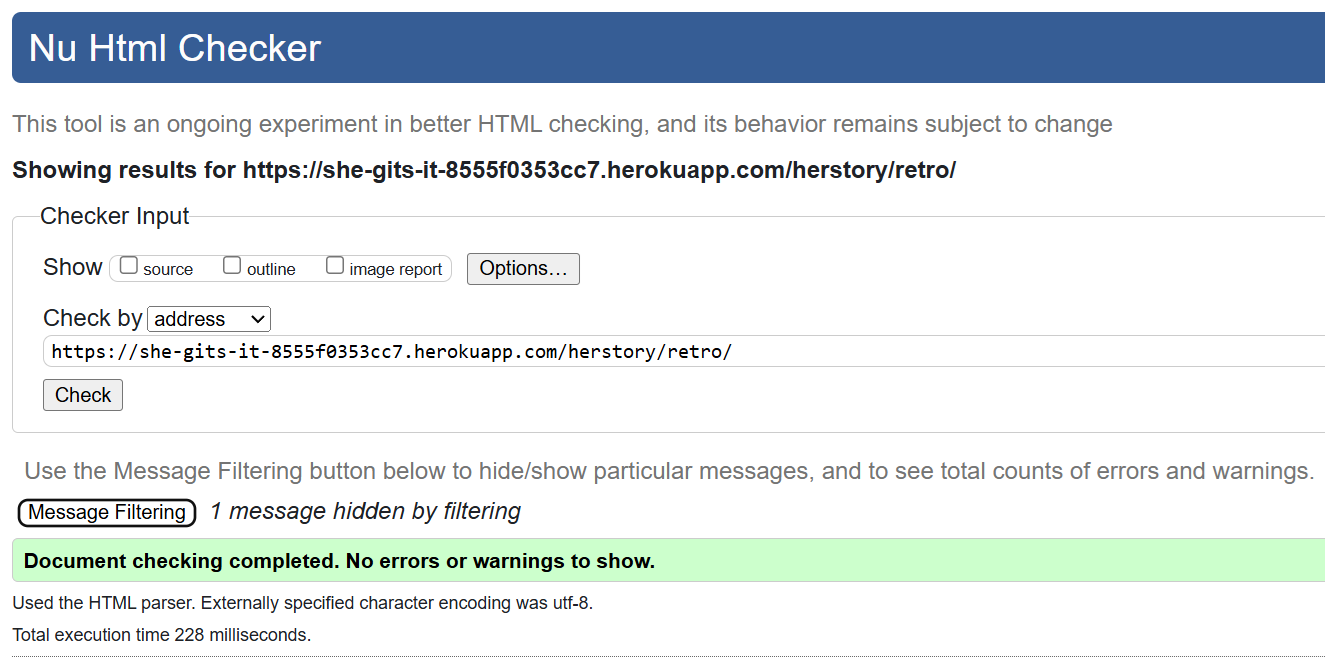 Nu Html Checker
This tool is an ongoing experiment in better HTML checking, and its behavior remains subject to change
Showing results for https://she-gits-it-8555f0353cc7.herokuapp.com/herstory/retro/
Checker Input
Show source outline image report Options...
Check by address
https://she-gits-it-8555f0353cc7.herokuapp.com/herstory/retro/
Check
Use the Message Filtering button below to hide/show particular messages, and to see total counts of errors and warnings.
Message Filtering 1 message hidden by filtering
Document checking completed. No errors or warnings to show.
Used the HTML parser. Externally specified character encoding was utf-8.
Total execution time 228 milliseconds.